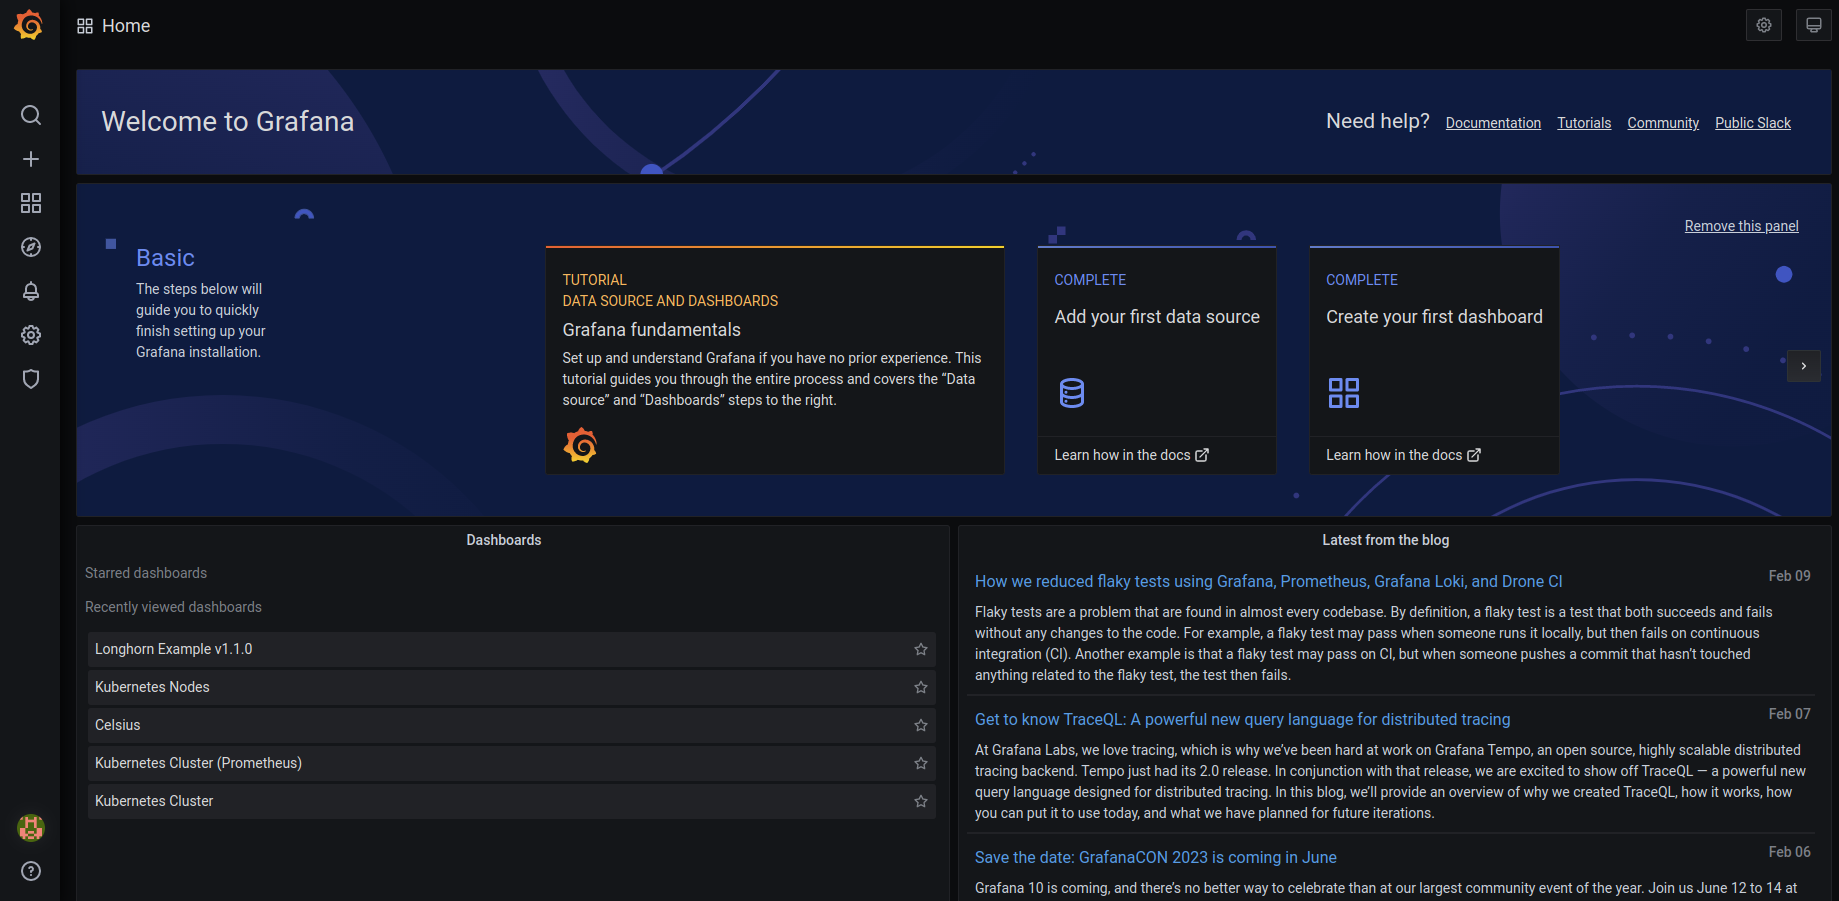 Home
Welcome to Grafana
Need help? Documentation Tutorials Community Public Slack
Remove this panel
Basic
The steps below will
guide you to quickly
finish setting up your
Grafana installation.
TUTORIAL
DATA SOURCE AND DASHBOARDS
Grafana fundamentals
Set up and understand Grafana if you have no prior experience. This
tutorial guides you through the entire process and covers the “Data
source” and “Dashboards” steps to the right.
COMPLETE
Add your first data source
Learn how in the docs
COMPLETE
Create your first dashboard
Learn how in the docs
Dashboards
Starred dashboards
Recently viewed dashboards
Longhorn Example v1.1.0
Kubernetes Nodes
Celsius
Kubernetes Cluster (Prometheus)
Kubernetes Cluster
Latest from the blog
How we reduced flaky tests using Grafana, Prometheus, Grafana Loki, and Drone CI
Feb 09
Flaky tests are a problem that are found in almost every codebase. By definition, a flaky test is a test that both succeeds and fails
without any changes to the code. For example, a flaky test may pass when someone runs it locally, but then fails on continuous
integration (CI). Another example is that a flaky test may pass on CI, but when someone pushes a commit that hasn’t touched
anything related to the flaky test, the test then fails.
Get to know TraceQL: A powerful new query language for distributed tracing
Feb 07
At Grafana Labs, we love tracing, which is why we’ve been hard at work on Grafana Tempo, an open source, highly scalable distributed
tracing backend. Tempo just had its 2.0 release. In conjunction with that release, we are excited to show off TraceQL — a powerful new
query language designed for distributed tracing. In this blog, we’ll provide an overview of why we created TraceQL, how it works, how
you can put it to use today, and what we have planned for future iterations.
Save the date: GrafanaCON 2023 is coming in June
Feb 06
Grafana 10 is coming, and there’s no better way to celebrate than at our largest community event of the year. Join us June 12 to 14 at